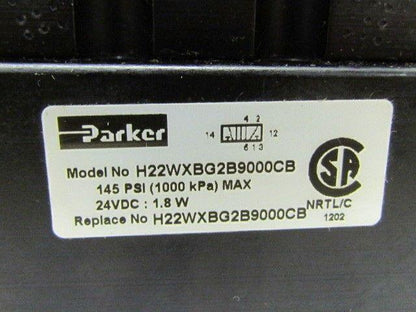 Parker
4 2
14 12
5 1 3
Model No H22WXBG2B9000CB
145 PSI (1000 kPa) MAX
24VDC : 1.8 W
Replace No H22WXBG2B9000CB
CSA
NRTL/C
1202